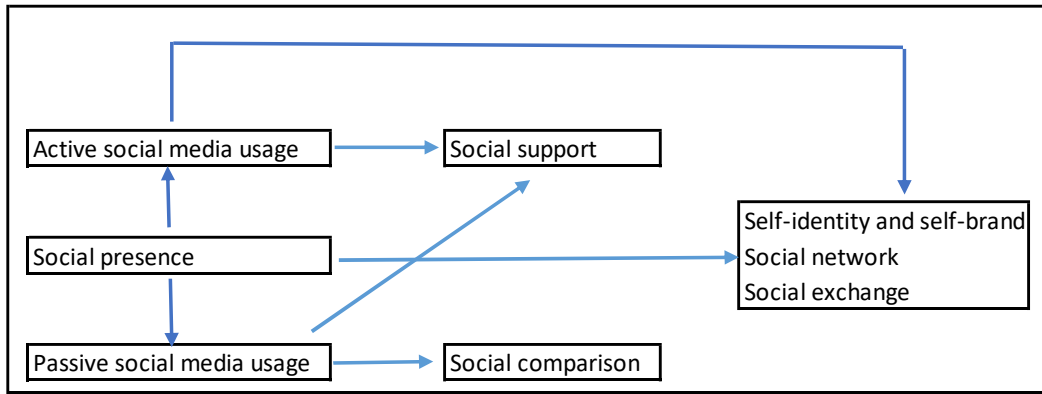 Active social media usage
Social support
Social presence
Self-identity and self-brand
Social network
Social exchange
Passive social media usage
Social comparison